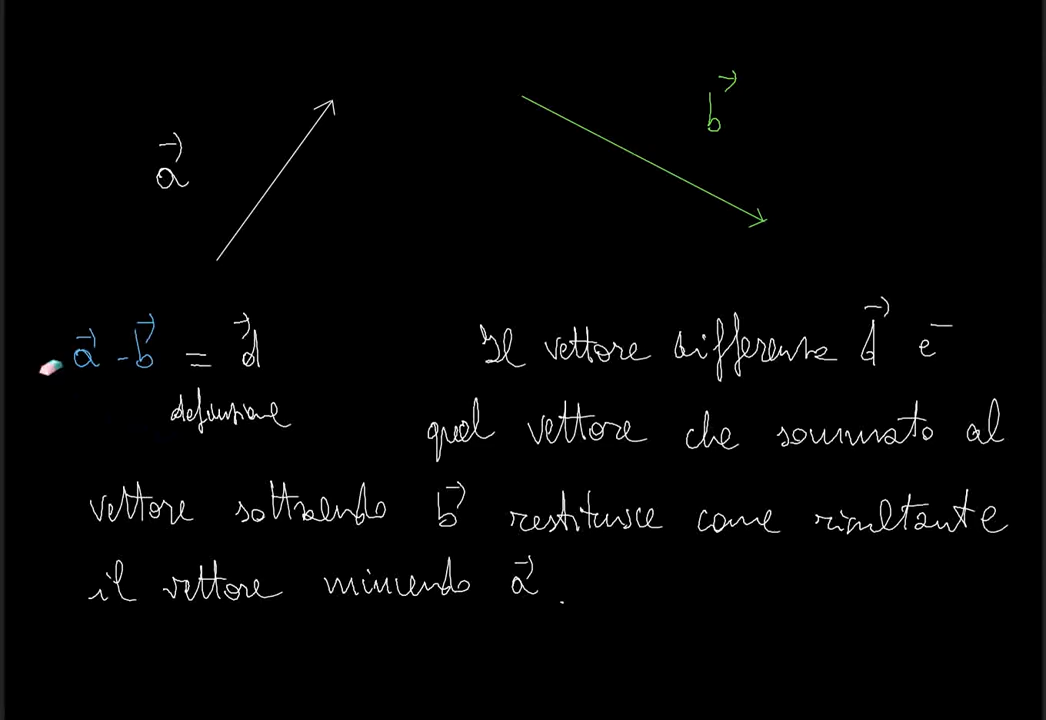 a⃗
b⃗
a⃗ - b⃗ = d⃗
definizione
Il vettore differenza d⃗ è
quel vettore che sommato al
vettore sottraendo b⃗ restituisce come risultante
il vettore minuendo a⃗.